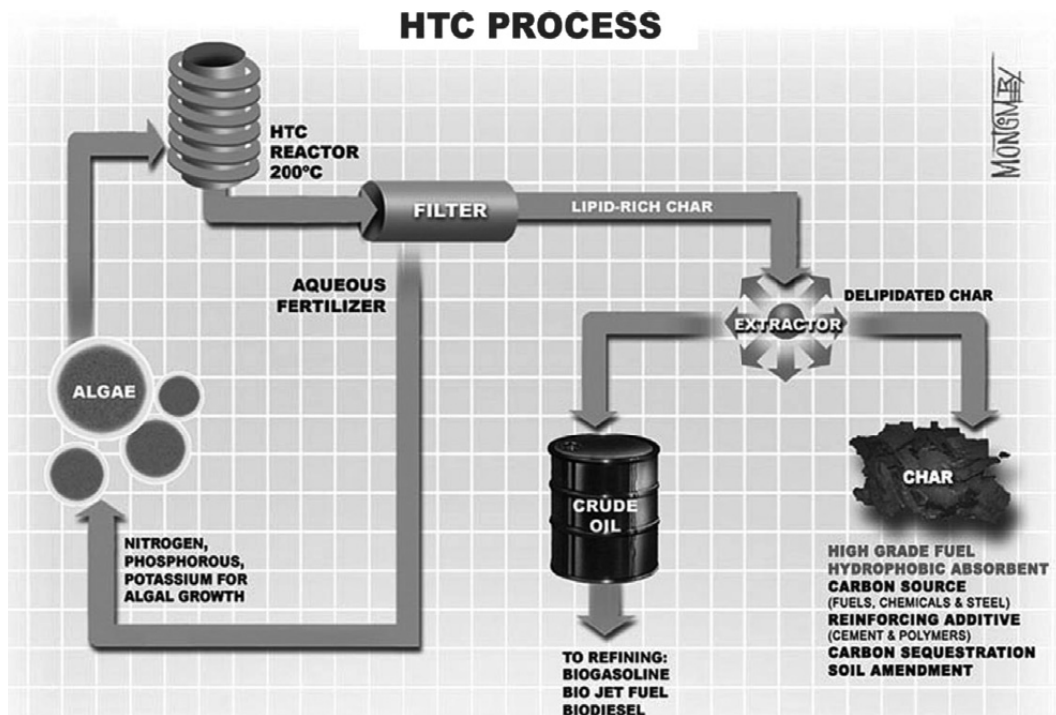 HTC PROCESS
HTC
REACTOR
200ºC
FILTER
LIPID-RICH CHAR
AQUEOUS
FERTILIZER
DELIPIDATED CHAR
EXTRACTOR
ALGAE
CRUDE
OIL
CHAR
NITROGEN,
PHOSPHOROUS,
POTASSIUM FOR
ALGAL GROWTH
HIGH GRADE FUEL
HYDROPHOBIC ABSORBENT
CARBON SOURCE
(FUELS, CHEMICALS & STEEL)
REINFORCING ADDITIVE
(CEMENT & POLYMERS)
CARBON SEQUESTRATION
SOIL AMENDMENT
TO REFINING:
BIOGASOLINE
BIO JET FUEL
BIODIESEL